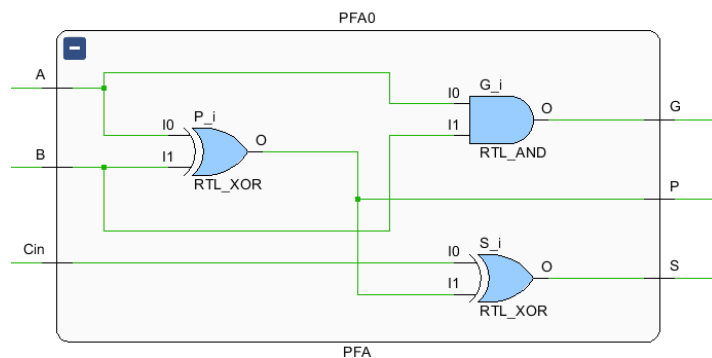 PFA0
A
B
Cin
I0
I1
P_i
O
RTL_XOR
I0
I1
G_i
O
RTL_AND
I0
I1
S_i
O
RTL_XOR
G
P
S
PFA